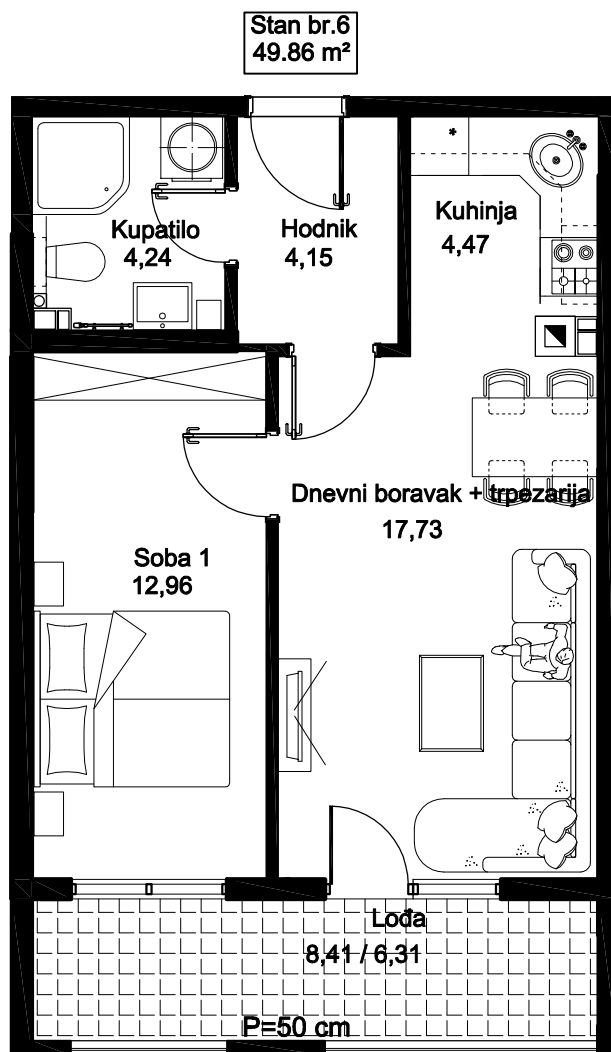 Stan br.6
49.86 m²
Kupatilo
4,24
Hodnik
4,15
Kuhinja
4,47
*
Dnevni boravak + trpezarija
17,73
Soba 1
12,96
Lođa
8,41 / 6,31
P=50 cm